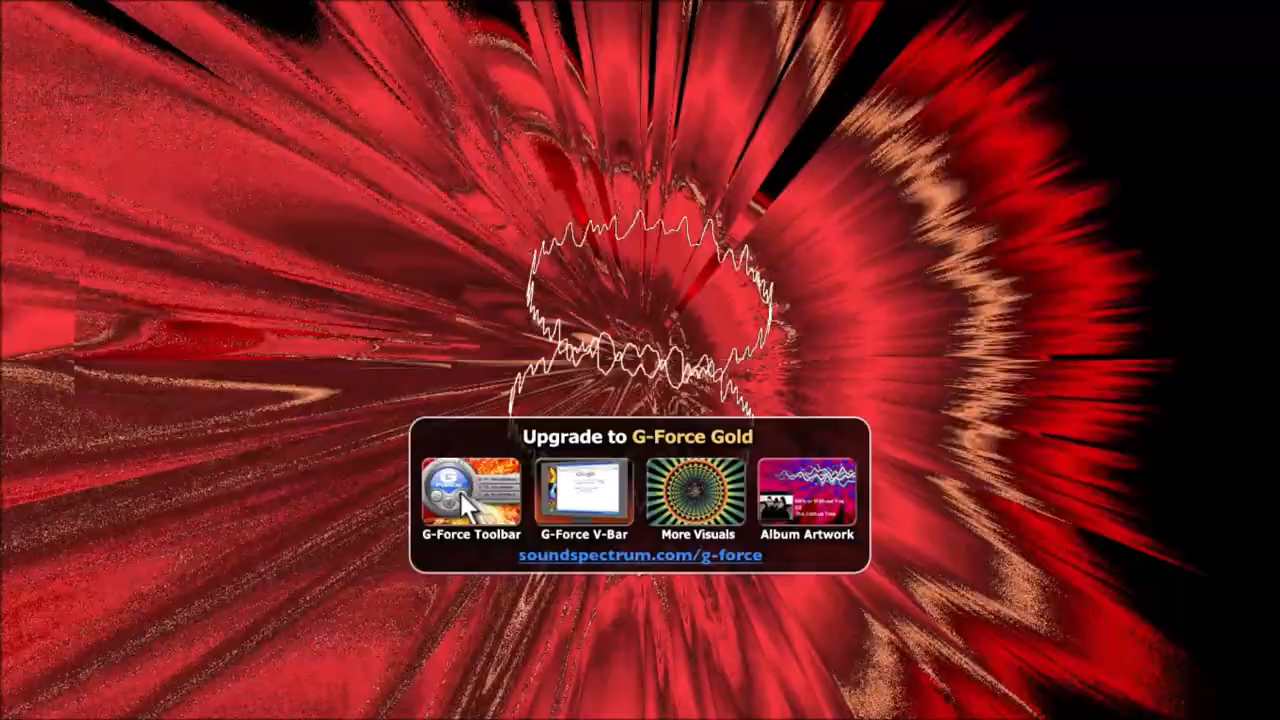 Upgrade to G-Force Gold
G-Force Toolbar G-Force V-Bar More Visuals Album Artwork
soundspectrum.com/g-force